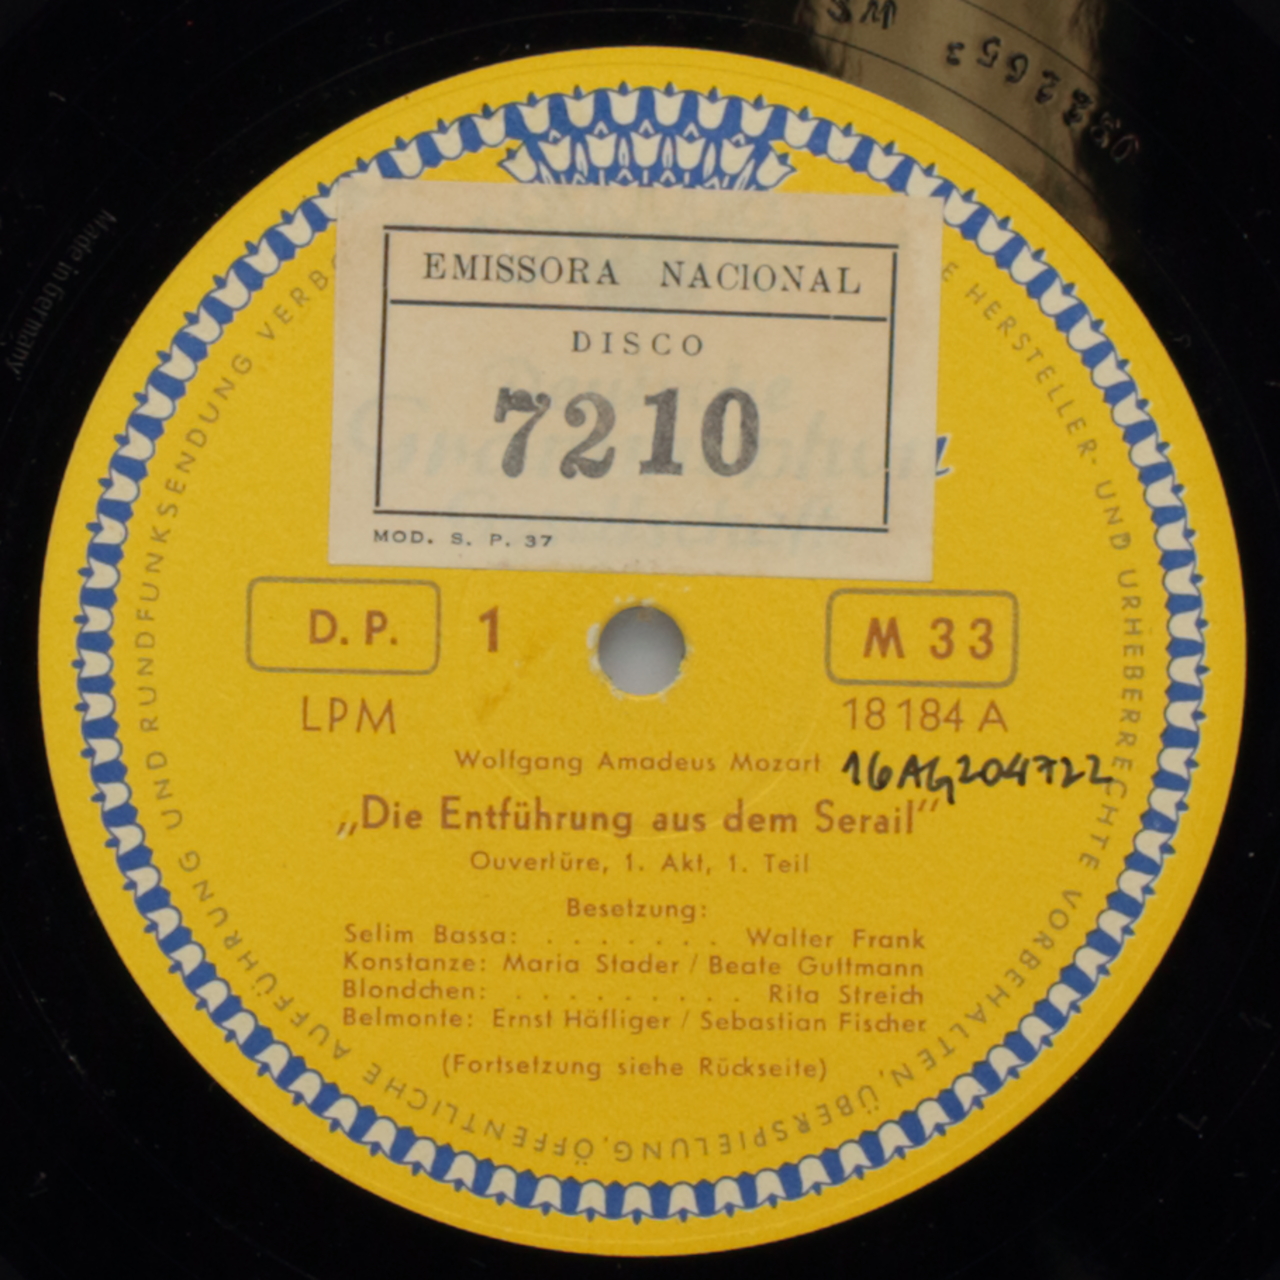 EMISSORA NACIONAL
DISCO
7210
MOD. S. P. 37
D. P. 1
M 33
LPM
18 184 A
Wolfgang Amadeus Mozart
16AG204722
„Die Entführung aus dem Serail“
Ouvertüre, 1. Akt, 1. Teil
Besetzung:
Selim Bassa: . . . . . . . Walter Frank
Konstanze: Maria Stader / Beate Guttmann
Blondchen: . . . . . . . . . Rita Streich
Belmonte: Ernst Häfliger / Sebastian Fischer
(Fortsetzung siehe Rückseite)
HERSTELLER- UND URHEBERRECHTE VORBEHALTEN, ÜBERSPIELUNG, ÖFFENTLICHE AUFFÜHRUNG UND RUNDFUNKSENDUNG
Made in Germany